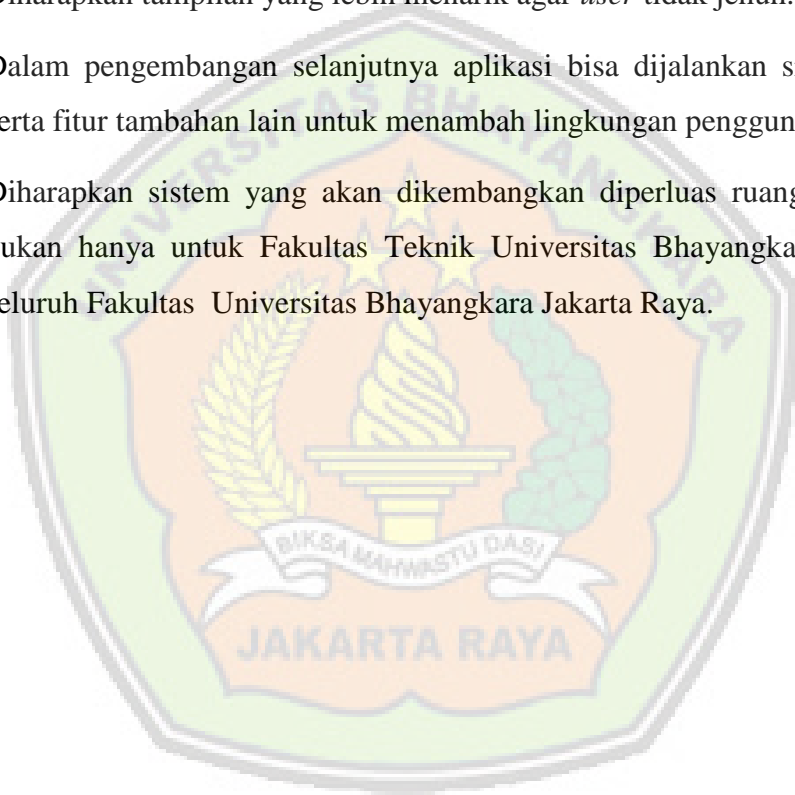 Diharapkan tampilan yang lebih menarik agar user tidak jenuh.
Dalam pengembangan selanjutnya aplikasi bisa dijalankan
erta fitur tambahan lain untuk menambah lingkungan penggun
Diharapkan sistem yang akan dikembangkan diperluas ruang
ukan hanya untuk Fakultas Teknik Universitas Bhayangka
eluruh Fakultas Universitas Bhayangkara Jakarta Raya.
UNIVERSITAS BHAYANGKARA
BIKSA MAHWASTU DASI
JAKARTA RAYA